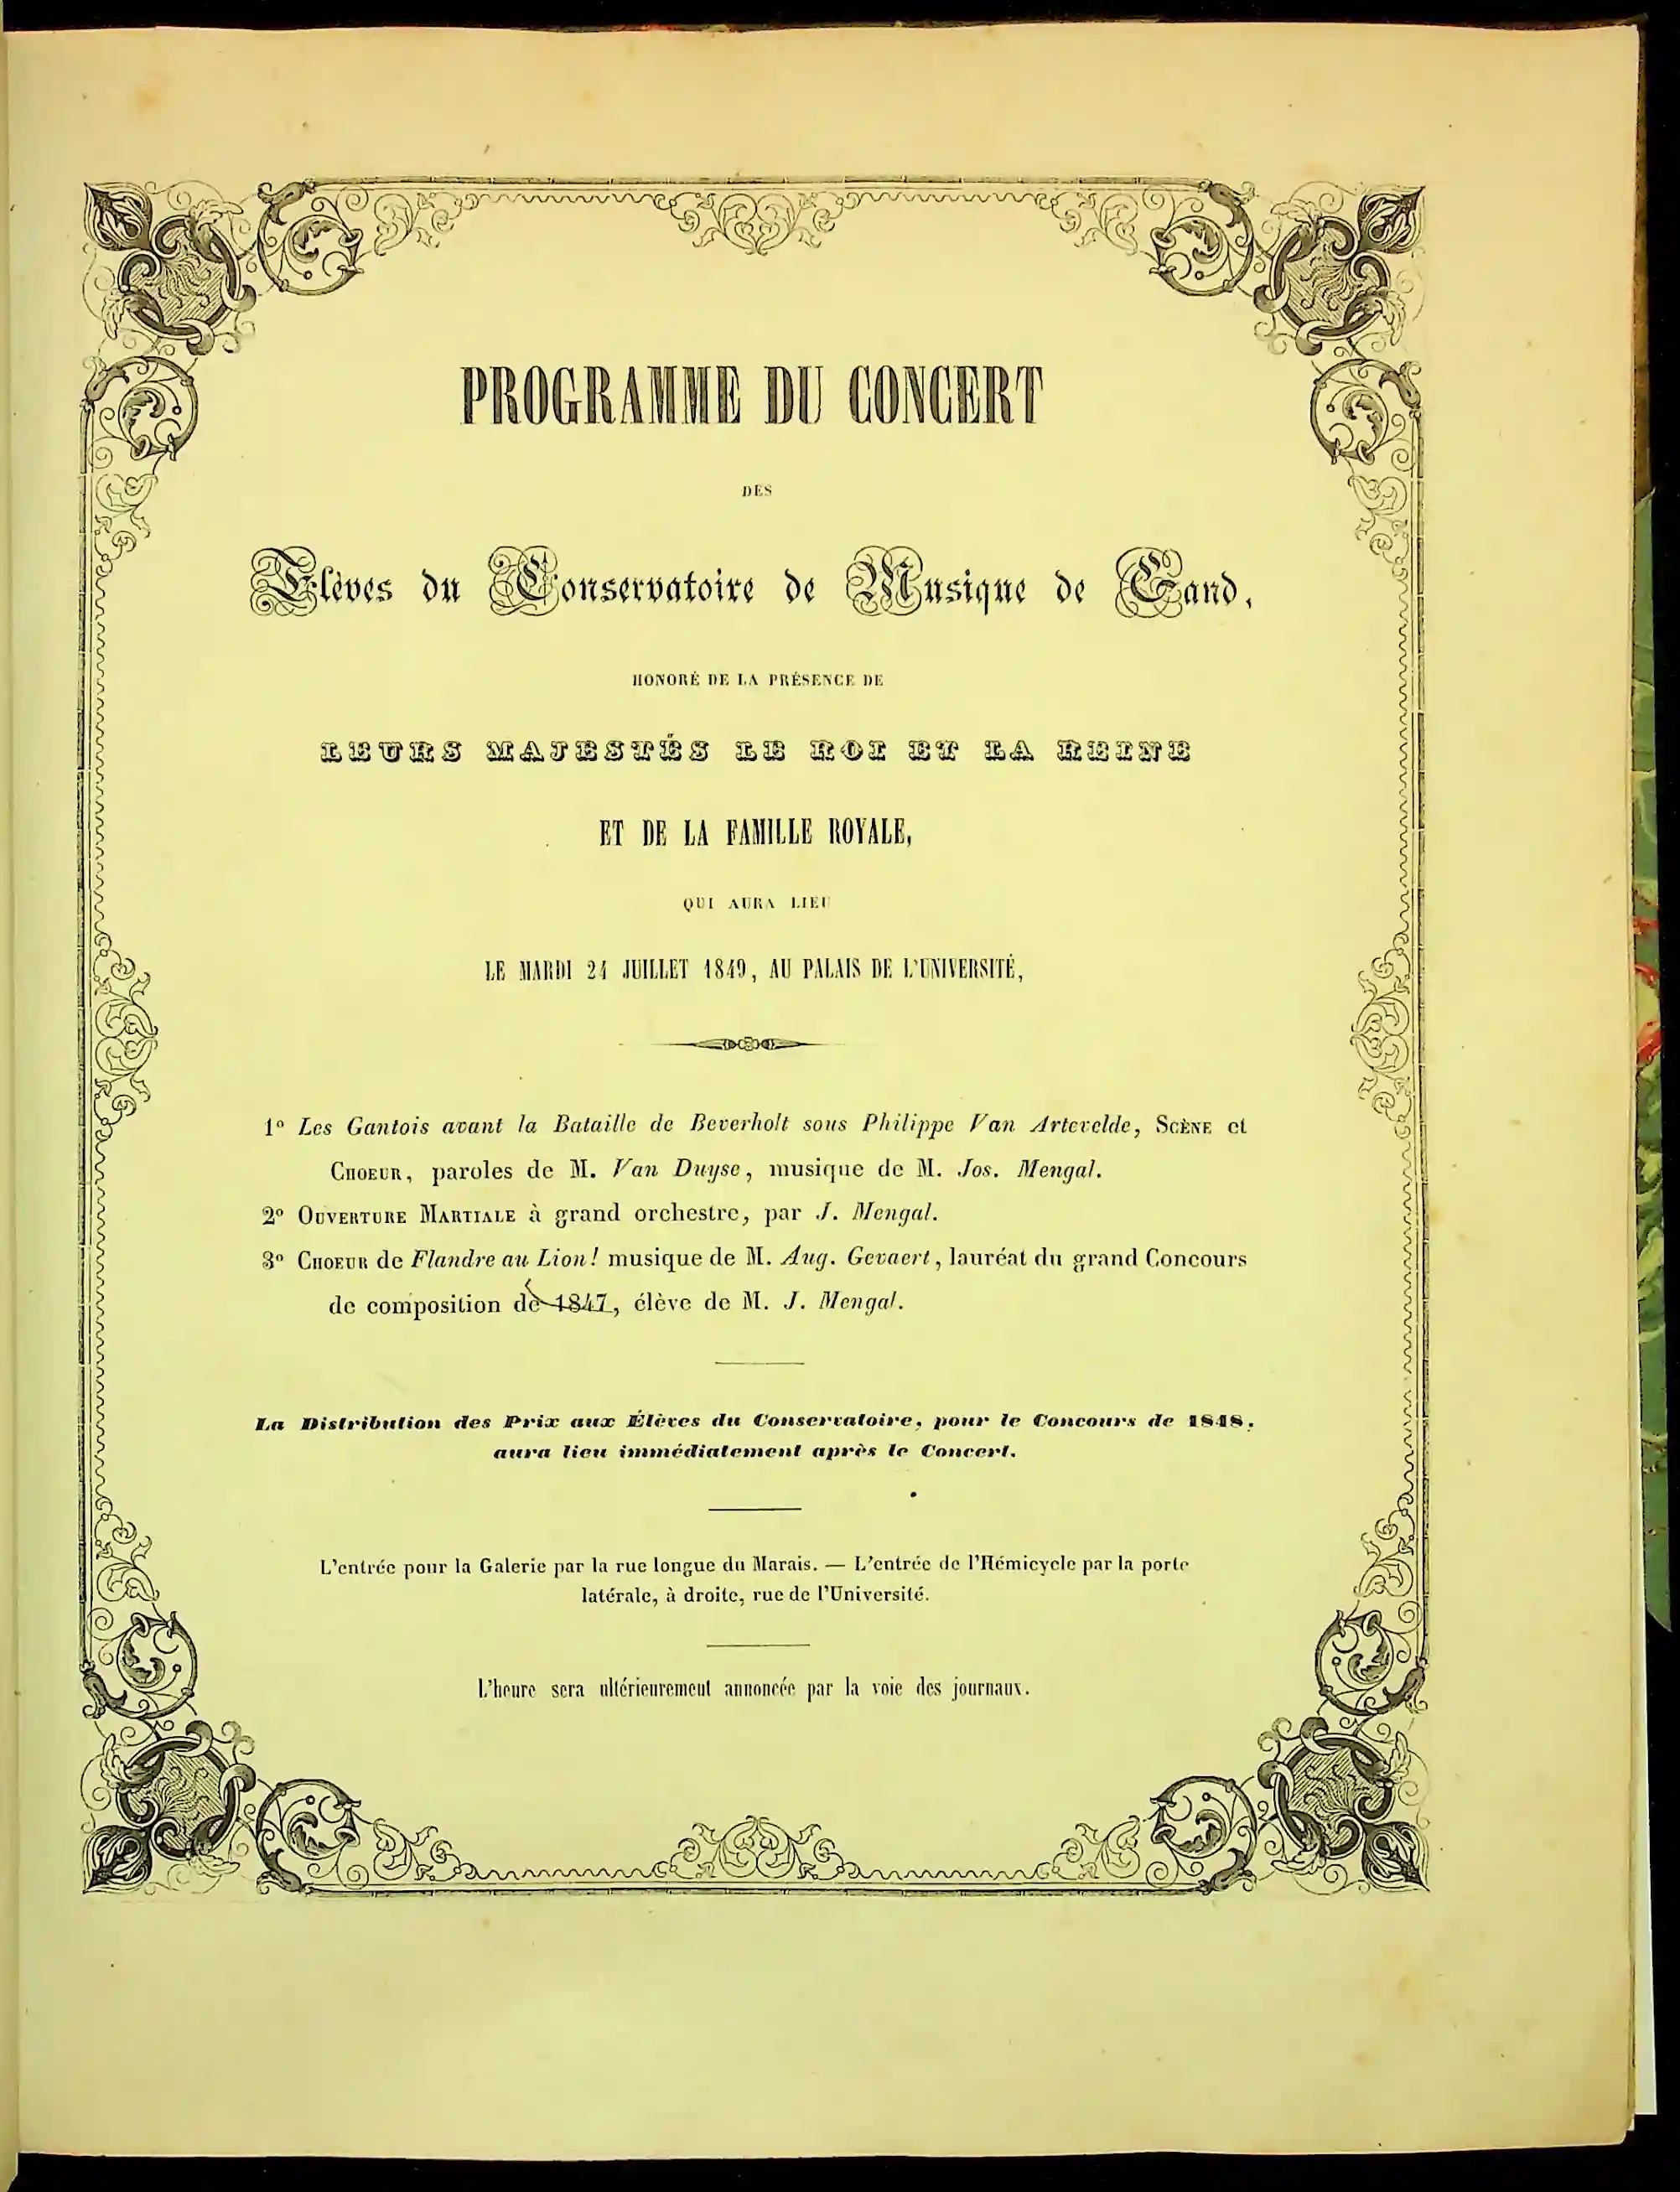 PROGRAMME DU CONCERT
DES
Elèves du Conservatoire de Musique de Gand,
HONORÉ DE LA PRÉSENCE DE
LEURS MAJESTÉS LE ROI ET LA REINE
ET DE LA FAMILLE ROYALE,
QUI AURA LIEU
LE MARDI 24 JUILLET 1849, AU PALAIS DE L'UNIVERSITÉ,
1º Les Gantois avant la Bataille de Beverholt sous Philippe Van Artevelde, SCÈNE et
CHOEUR, paroles de M. Van Duyse, musique de M. Jos. Mengal.
2º OUVERTURE MARTIALE à grand orchestre, par J. Mengal.
3º CHOEUR de Flandre au Lion! musique de M. Aug. Gevaert, lauréat du grand Concours
de composition de 1847, élève de M. J. Mengal.
La Distribution des Prix aux Élèves du Conservatoire, pour le Concours de 1848,
aura lieu immédiatement après le Concert.
L'entrée pour la Galerie par la rue longue du Marais. — L'entrée de l'Hémicycle par la porte
latérale, à droite, rue de l'Université.
L'heure sera ultérieurement annoncée par la voie des journaux.